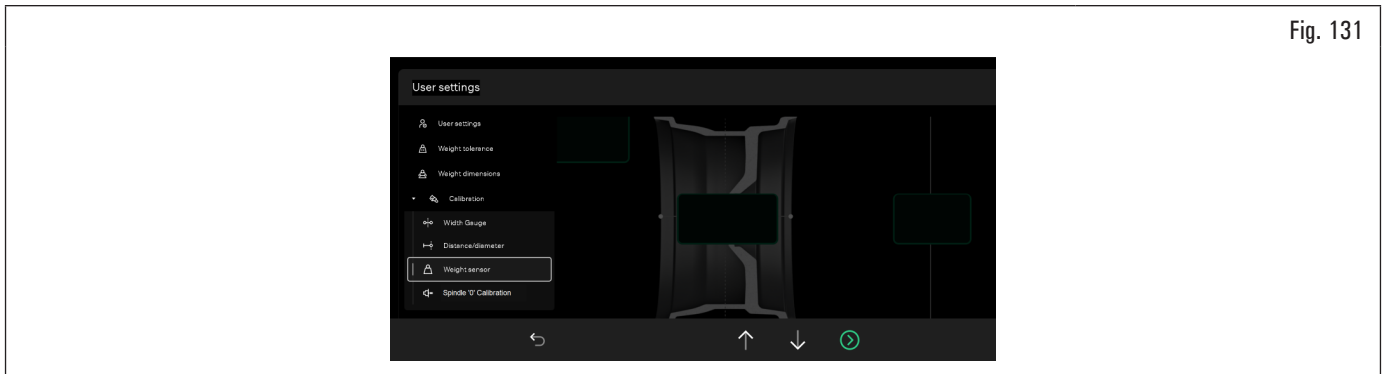 Fig. 131
User settings
User settings
Weight tolerance
Weight dimensions
Calibration
Width Gauge
Distance/diameter
Weight sensor
Spindle '0' Calibration